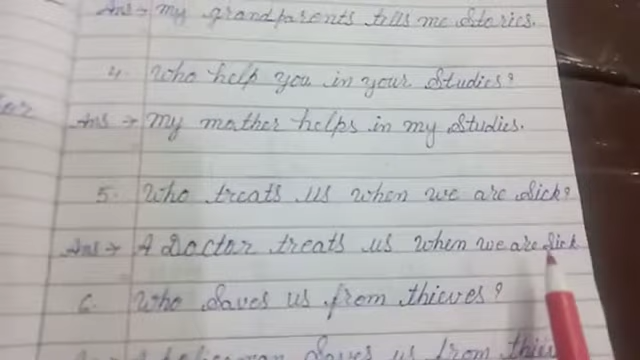 Ans → My grandparents tells me stories.
4. Who help you in your Studies?
Ans → My mother helps in my Studies.
5. Who treats us when we are Sick?
Ans → A Doctor treats us when we are Sick
6. Who Saves us from thieves?
Saves us from